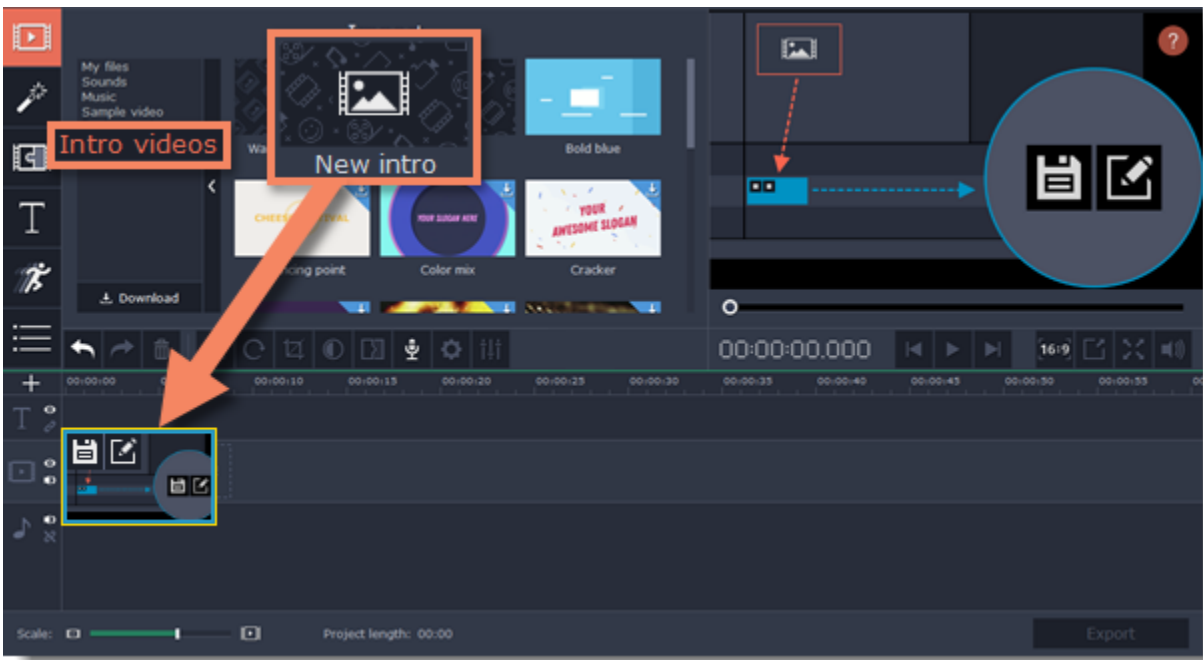 My files
Sounds
Music
Sample video
Intro videos
New intro
Bold blue
CHEESE
YOUR SLOGAN HERE
YOUR
AWESOME SLOGAN
point
Color mix
Cracker
Download
?
00:00:00.000
16:9
00:00:00
00:00:10
00:00:15
00:00:20
00:00:25
00:00:30
00:00:35
00:00:40
00:00:45
00:00:50
00:00:55
T
T
Scale:
Project length: 00:00
Export